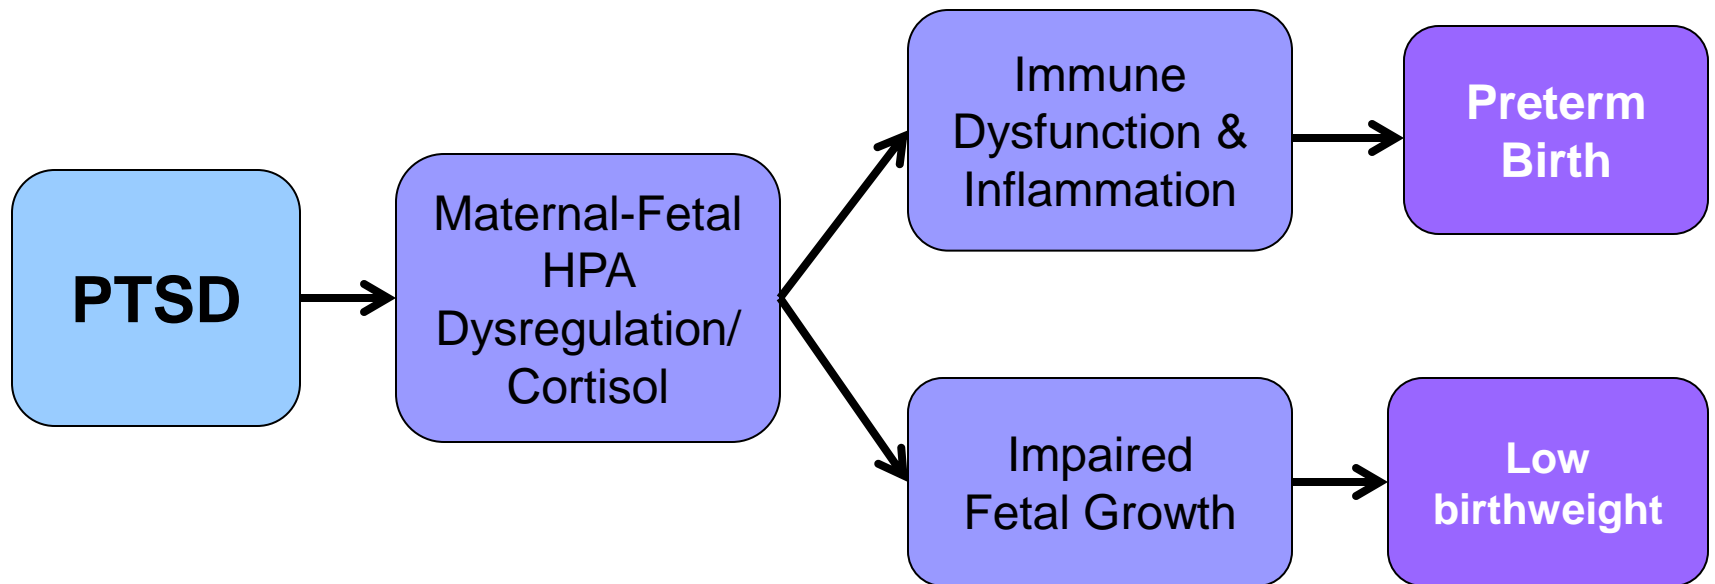 PTSD
Maternal-Fetal
HPA
Dysregulation/
Cortisol
Immune
Dysfunction &
Inflammation
Preterm
Birth
Impaired
Fetal Growth
Low
birthweight